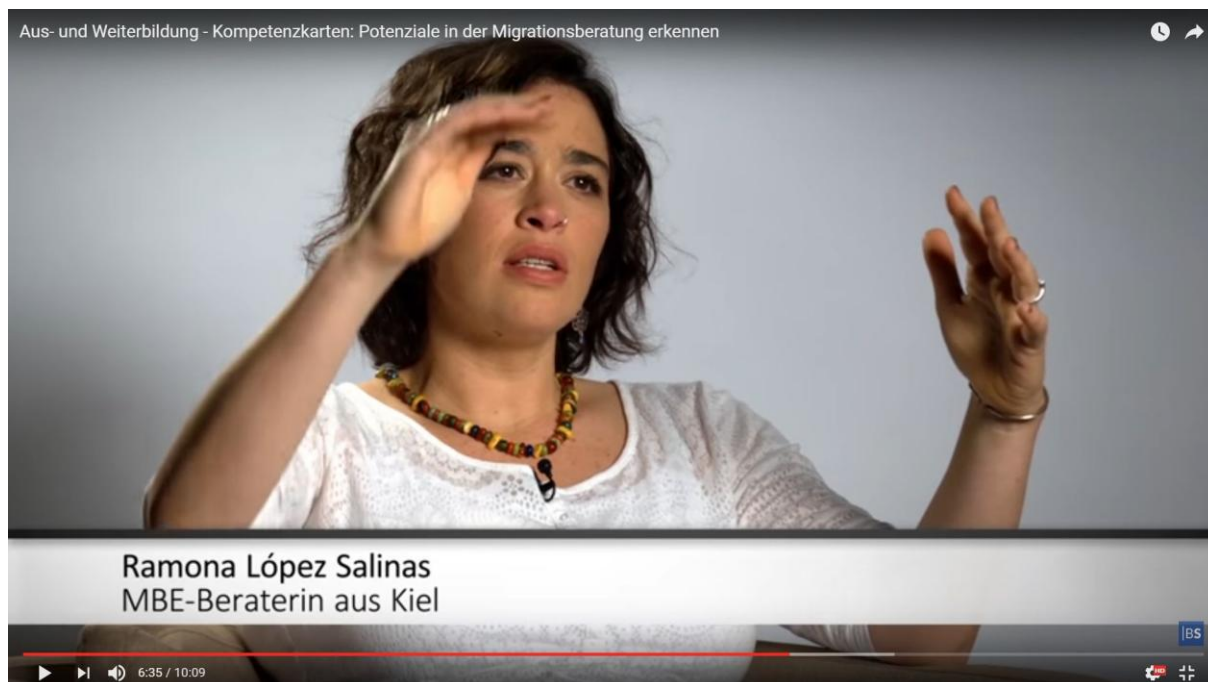 Aus- und Weiterbildung - Kompetenzkarten: Potenziale in der Migrationsberatung erkennen
Ramona López Salinas
MBE-Beraterin aus Kiel
BS
6:35 / 10:09
HD